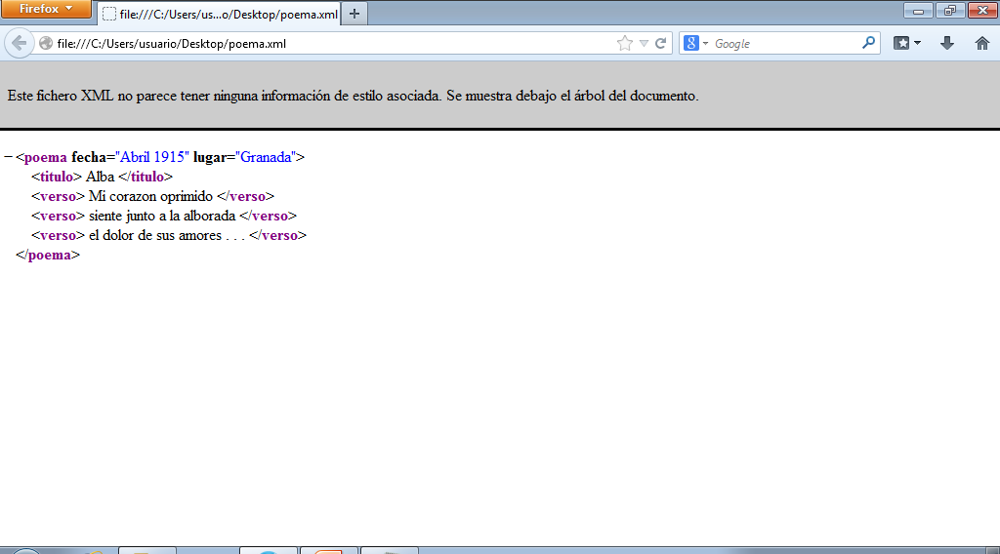 Firefox
file:///C:/Users/us...o/Desktop/poema.xml
file:///C:/Users/usuario/Desktop/poema.xml
Google
Este fichero XML no parece tener ninguna información de estilo asociada. Se muestra debajo el árbol del documento.
−<poema fecha="Abril 1915" lugar="Granada">
<titulo> Alba </titulo>
<verso> Mi corazon oprimido </verso>
<verso> siente junto a la alborada </verso>
<verso> el dolor de sus amores . . . </verso>
</poema>